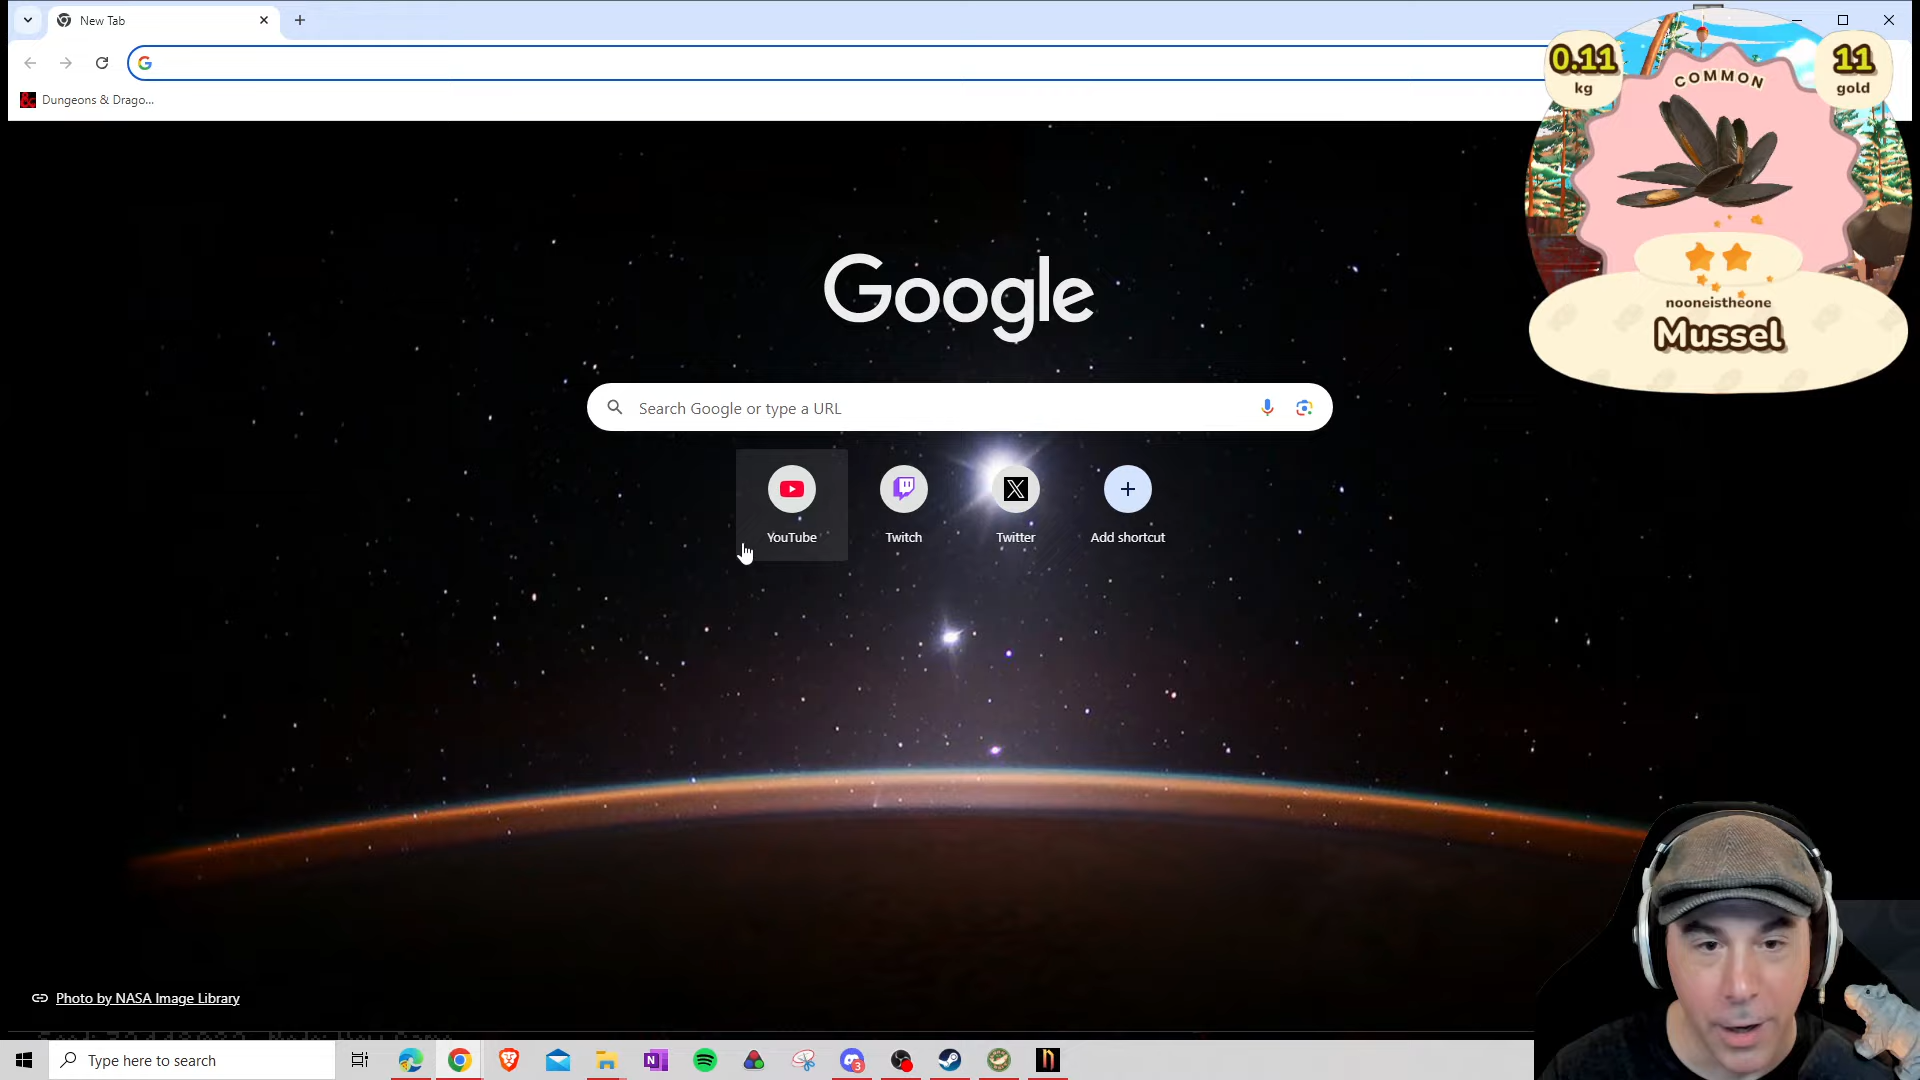 New Tab
Dungeons & Drago...
0.11
kg
COMMON
11
gold
nooneistheone
Mussel
Google
Search Google or type a URL
YouTube
Twitch
Twitter
Add shortcut
Photo by NASA Image Library
Type here to search
3